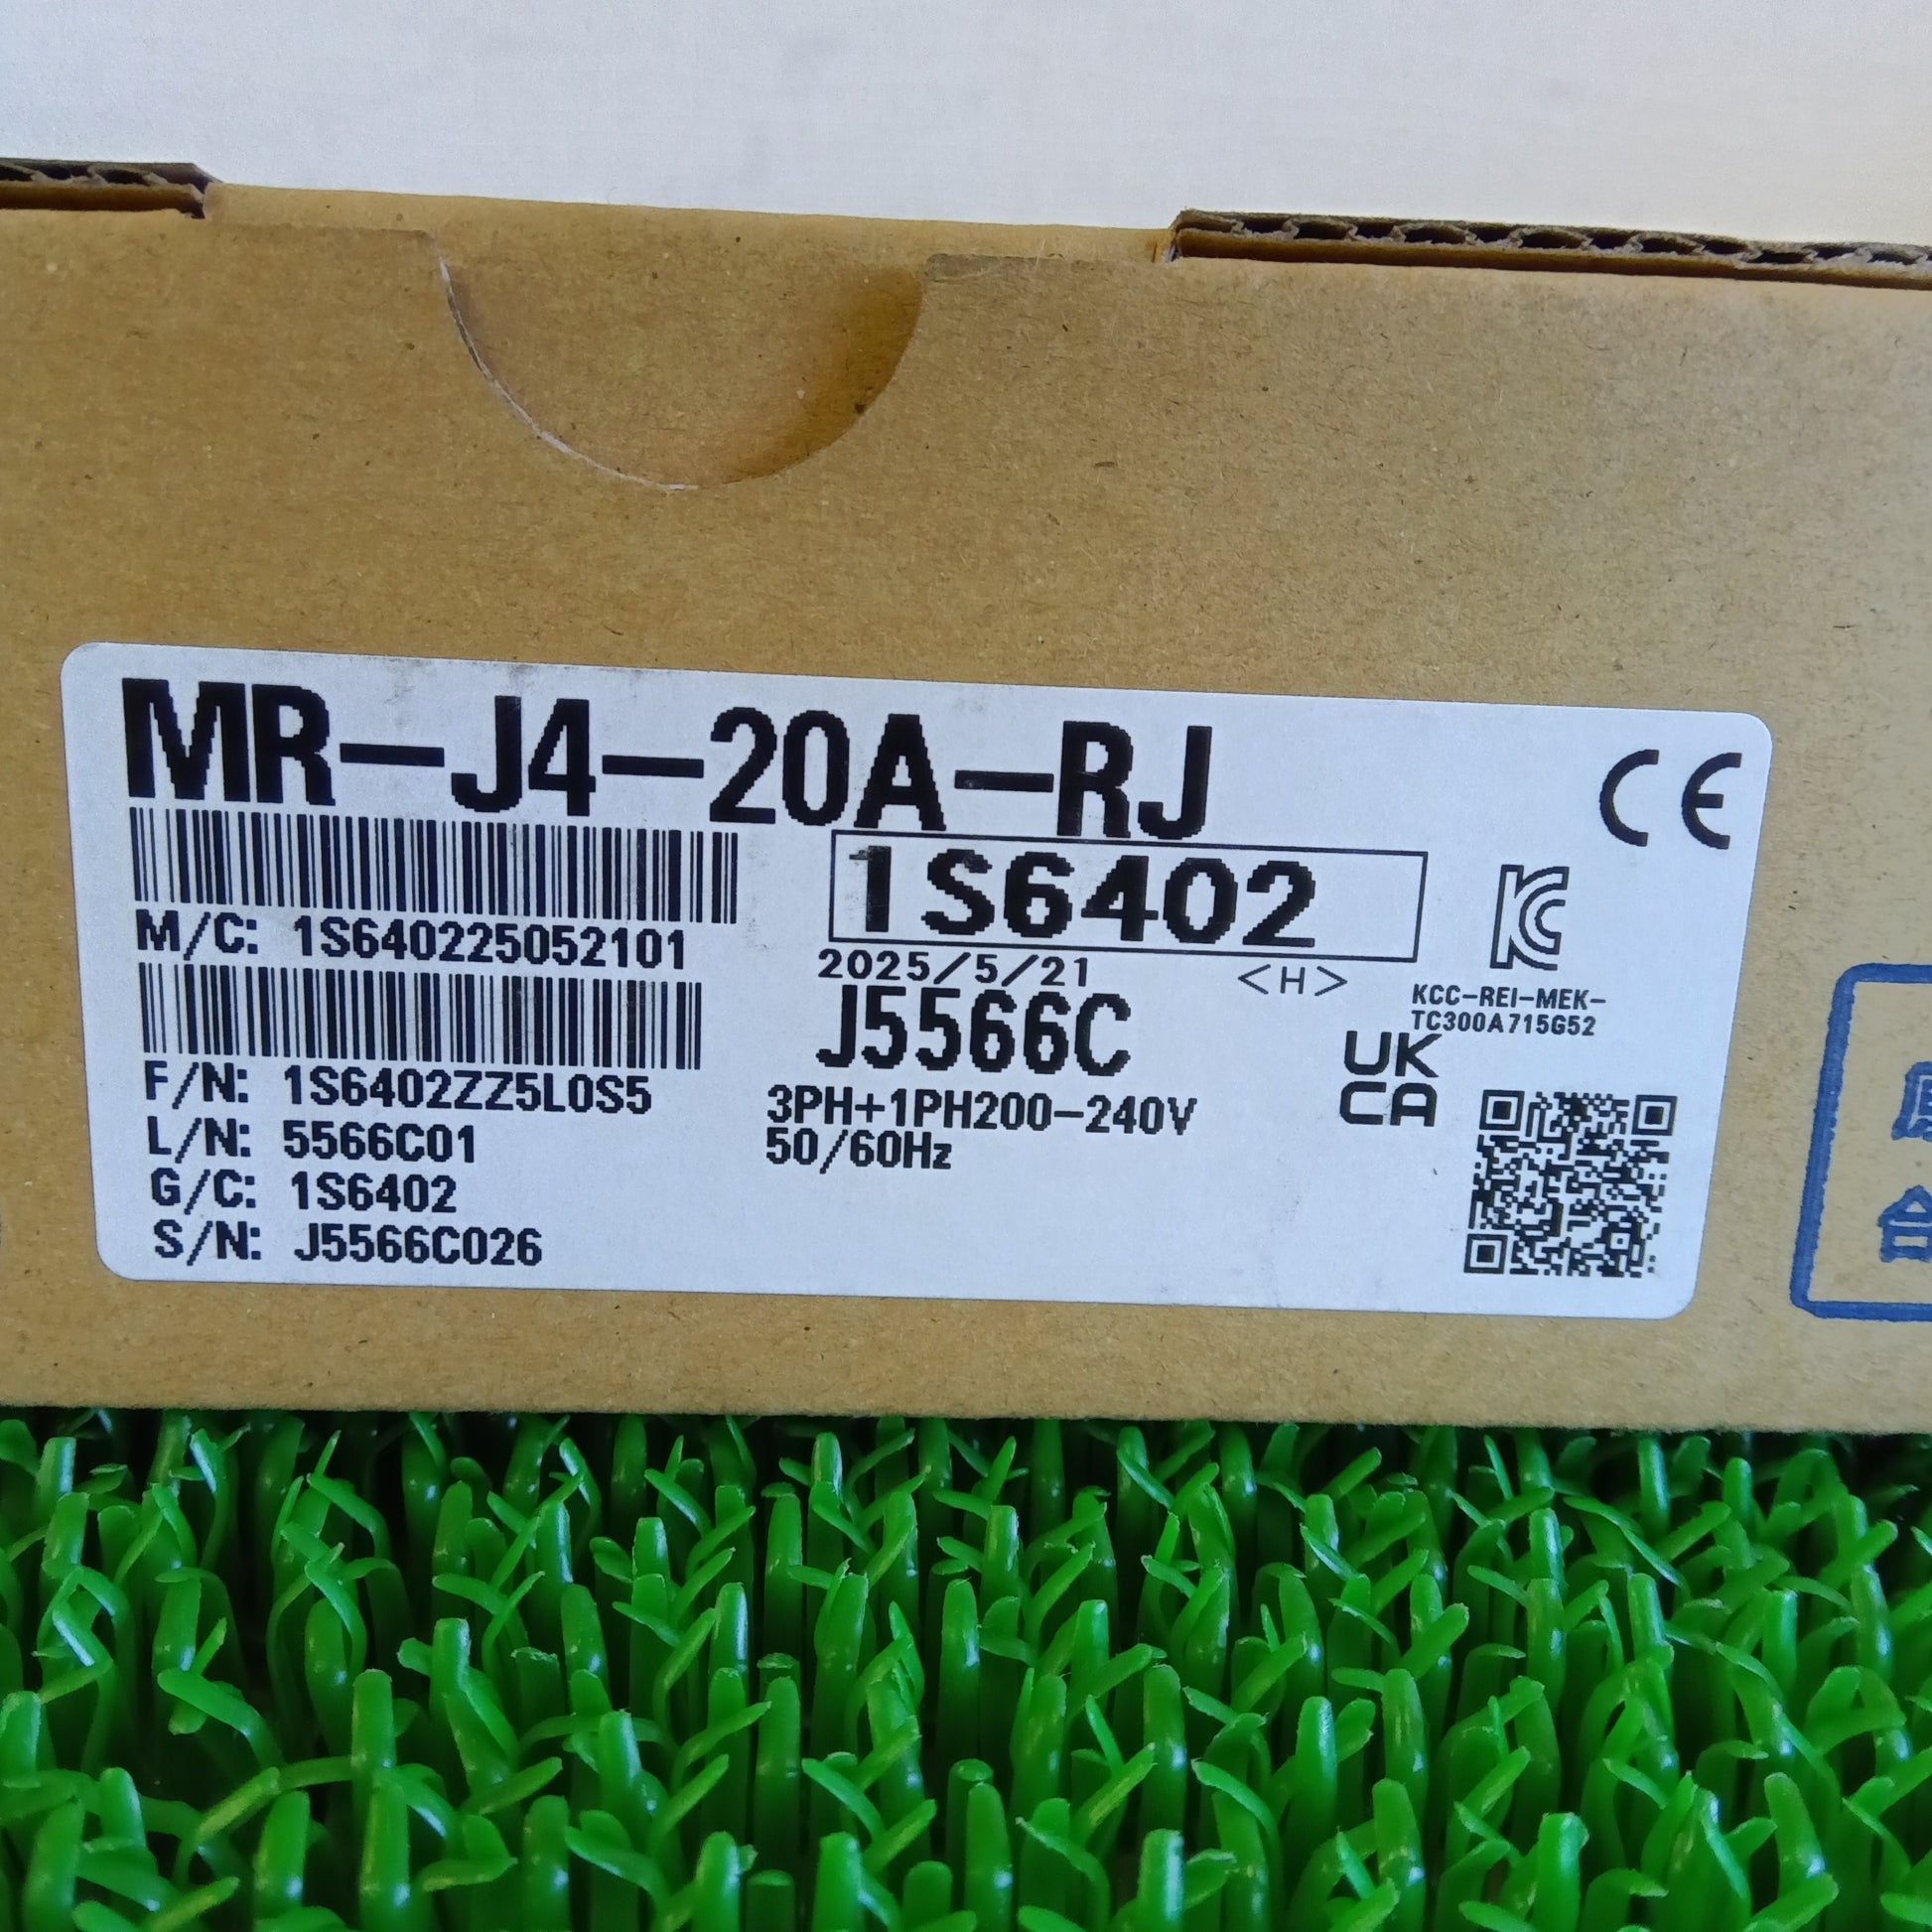 MR-J4-20A-RJ
CE
1S6402
M/C: 1S640225052101
2025/5/21 <H>
KCC-REI-MEK-
TC300A715G52
J5566C
UK
CA
F/N: 1S6402ZZ5L0S5
3PH+1PH200-240V
L/N: 5566C01
50/60Hz
G/C: 1S6402
S/N: J5566C026
合